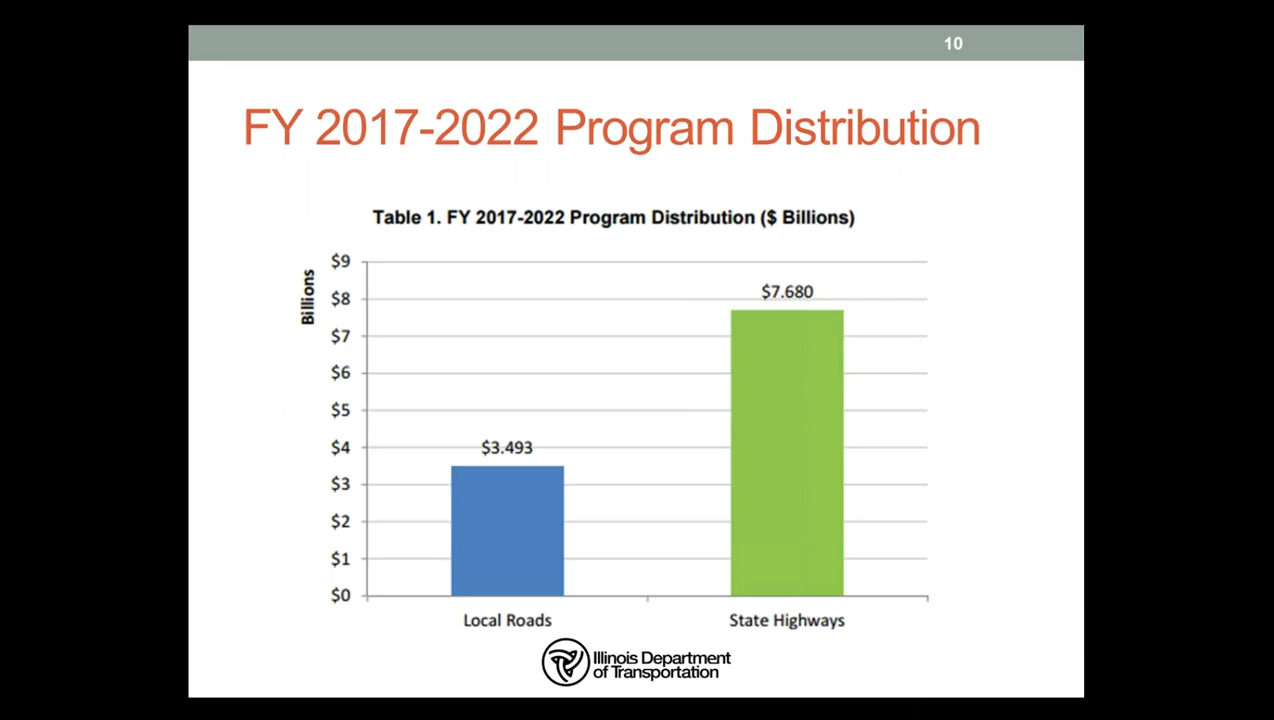 10
FY 2017-2022 Program Distribution
Table 1. FY 2017-2022 Program Distribution ($ Billions)
Billions
$9
$8
$7
$6
$5
$4
$3
$2
$1
$0
$3.493
$7.680
Local Roads
State Highways
Illinois Department
of Transportation